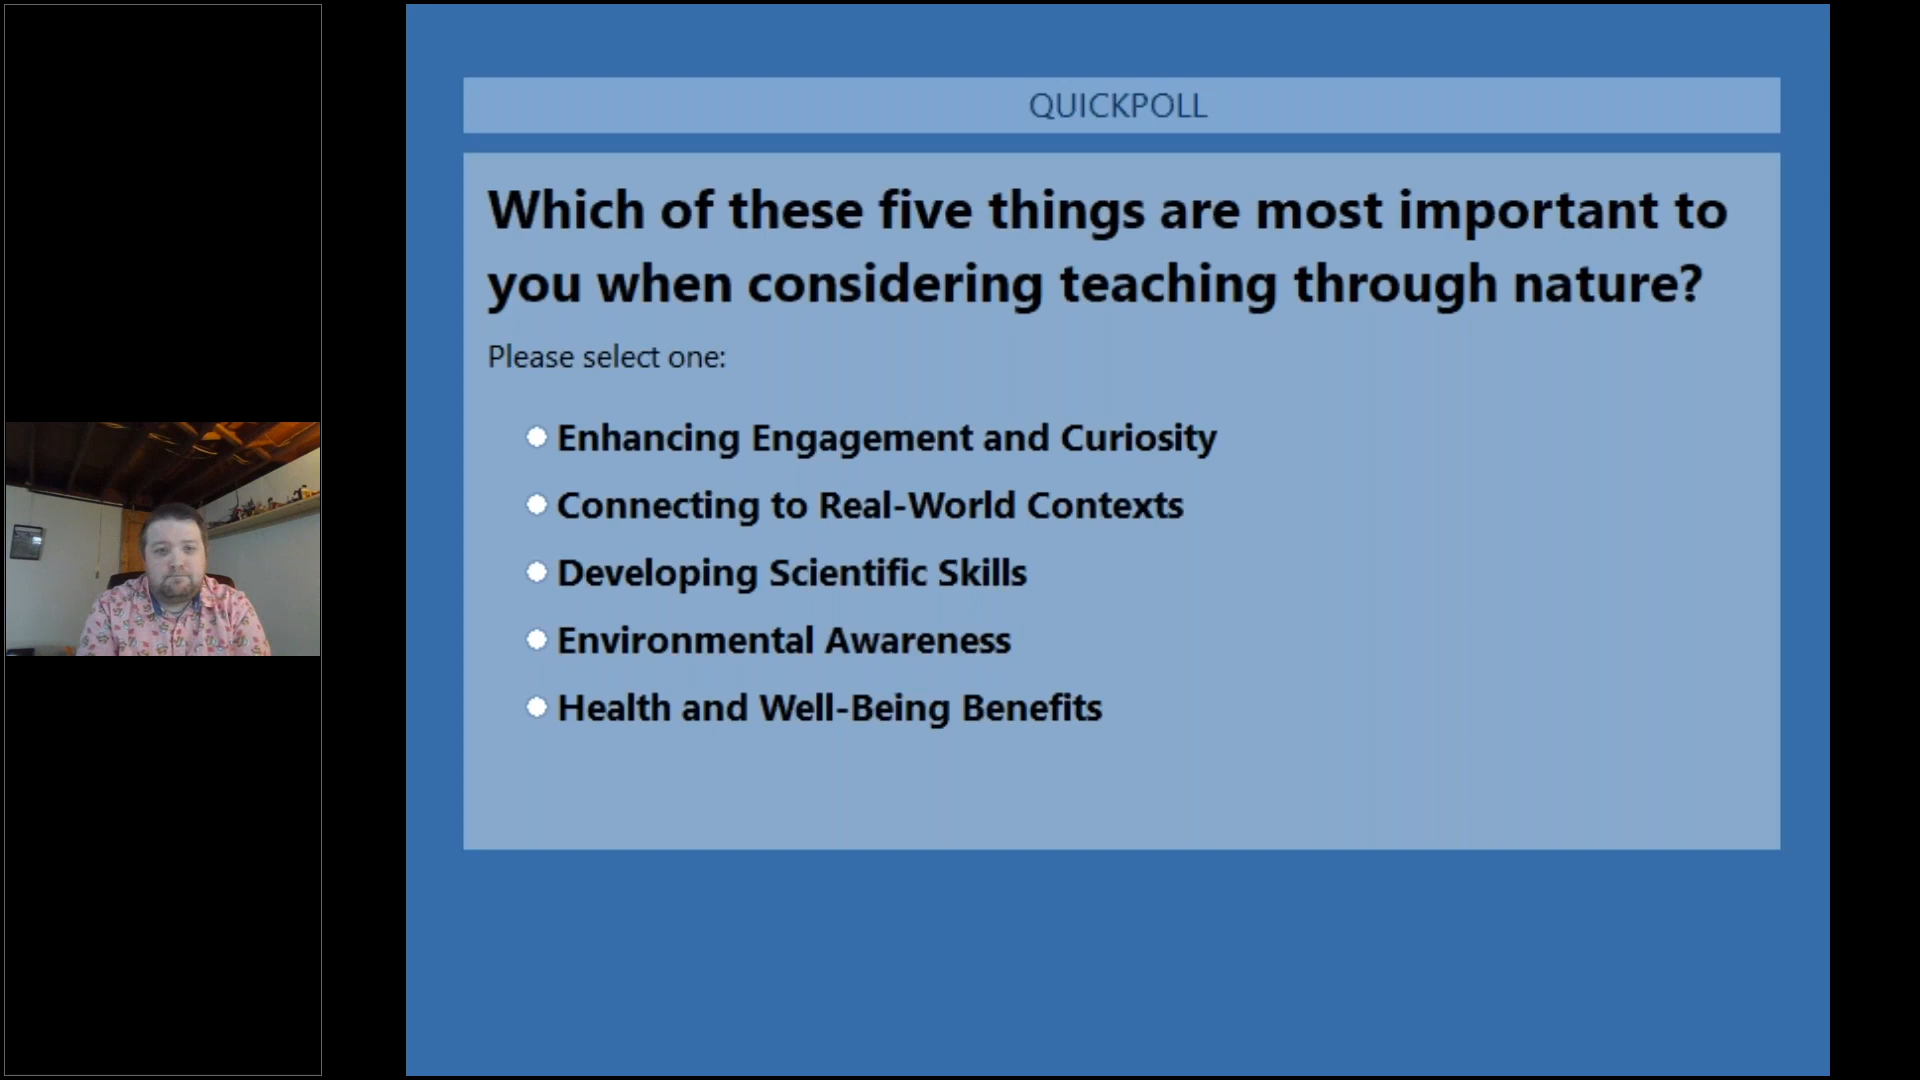 QUICKPOLL
Which of these five things are most important to
you when considering teaching through nature?
Please select one:
Enhancing Engagement and Curiosity
Connecting to Real-World Contexts
Developing Scientific Skills
Environmental Awareness
Health and Well-Being Benefits